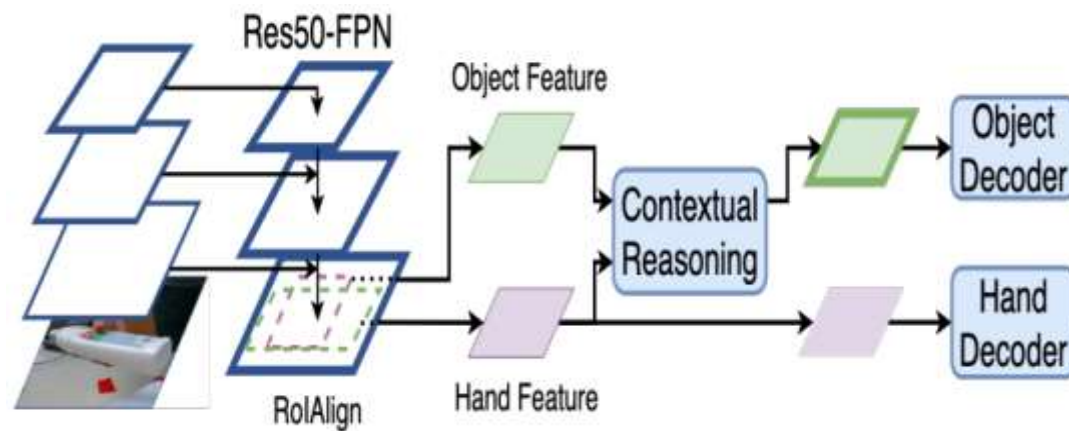 Res50-FPN
Object Feature
Object
Decoder
Contextual
Reasoning
Hand
Decoder
RoIAlign
Hand Feature